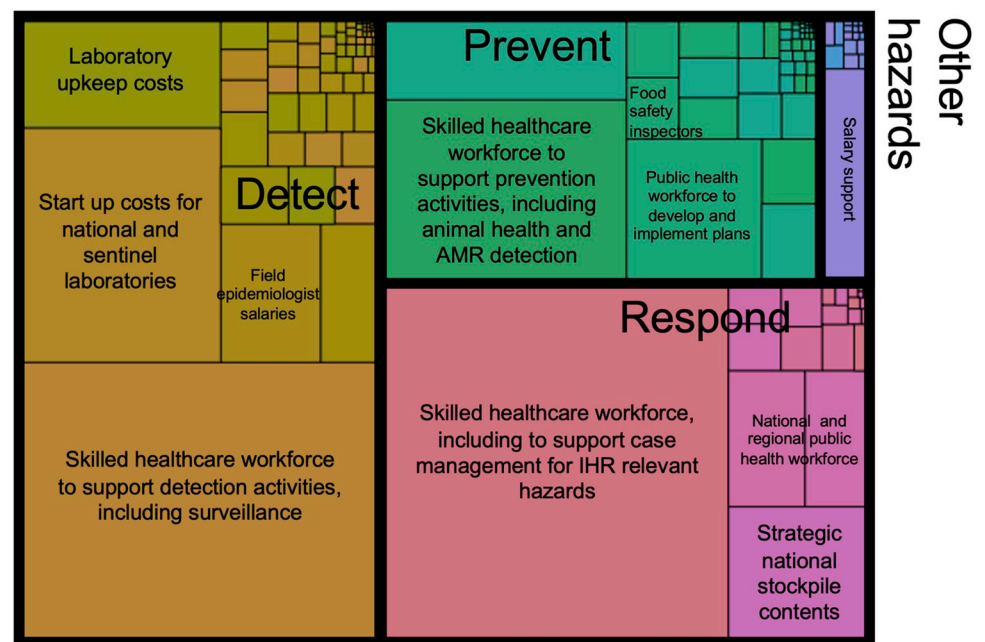 Laboratory
upkeep costs
Start up costs for
national and
sentinel
laboratories
Detect
Field
epidemiologist
salaries
Skilled healthcare workforce
to support detection activities,
including surveillance
Prevent
Skilled healthcare
workforce to
support prevention
activities, including
animal health and
AMR detection
Food
safety
inspectors
Public health
workforce to
develop and
implement plans
Salary support
Other
hazards
Respond
Skilled healthcare workforce,
including to support case
management for IHR relevant
hazards
National and
regional public
health workforce
Strategic
national
stockpile
contents